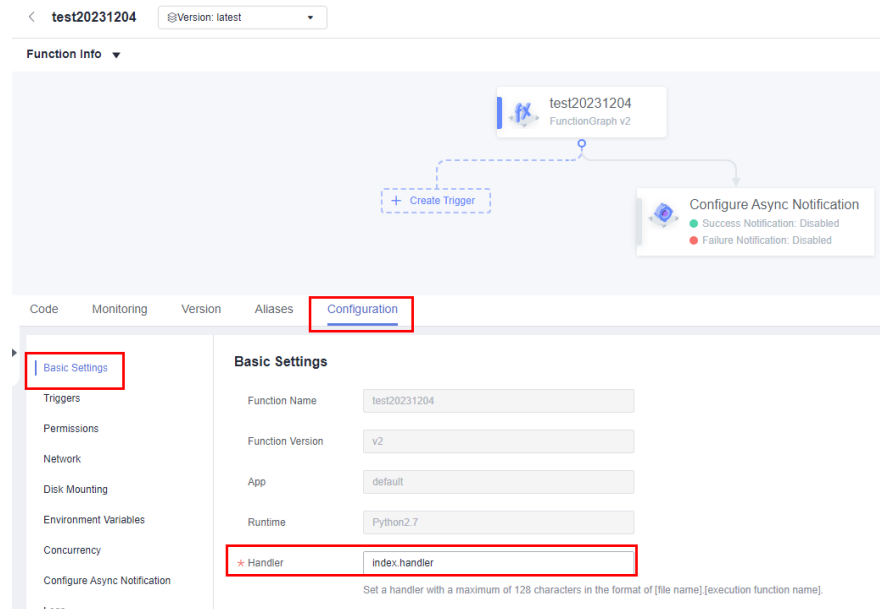 test20231204
Version: latest
Function Info
test20231204
FunctionGraph v2
+ Create Trigger
Configure Async Notification
Success Notification: Disabled
Failure Notification: Disabled
Code Monitoring Version Aliases Configuration
Basic Settings
Triggers
Permissions
Network
Disk Mounting
Environment Variables
Concurrency
Configure Async Notification
Basic Settings
Function Name test20231204
Function Version v2
App default
Runtime Python2.7
* Handler index.handler
Set a handler with a maximum of 128 characters in the format of [file name].[execution function name].